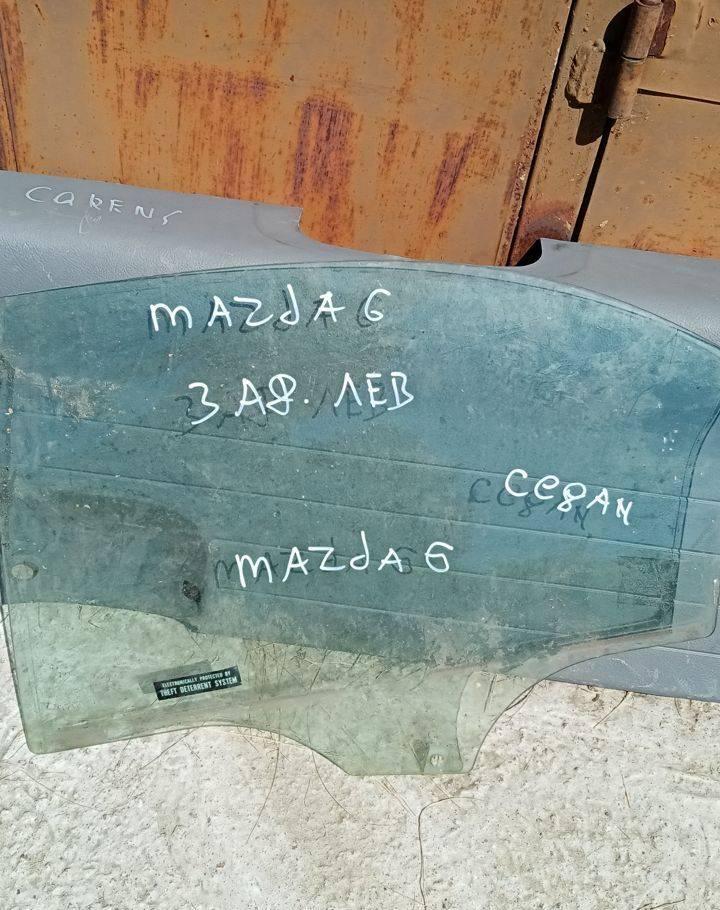 CARENS
mAZdA 6
ЗАД. ЛЕВ
СедАН
mAZdA 6
ELECTRONICALLY PROTECTED BY
THEFT DETERRENT SYSTEM